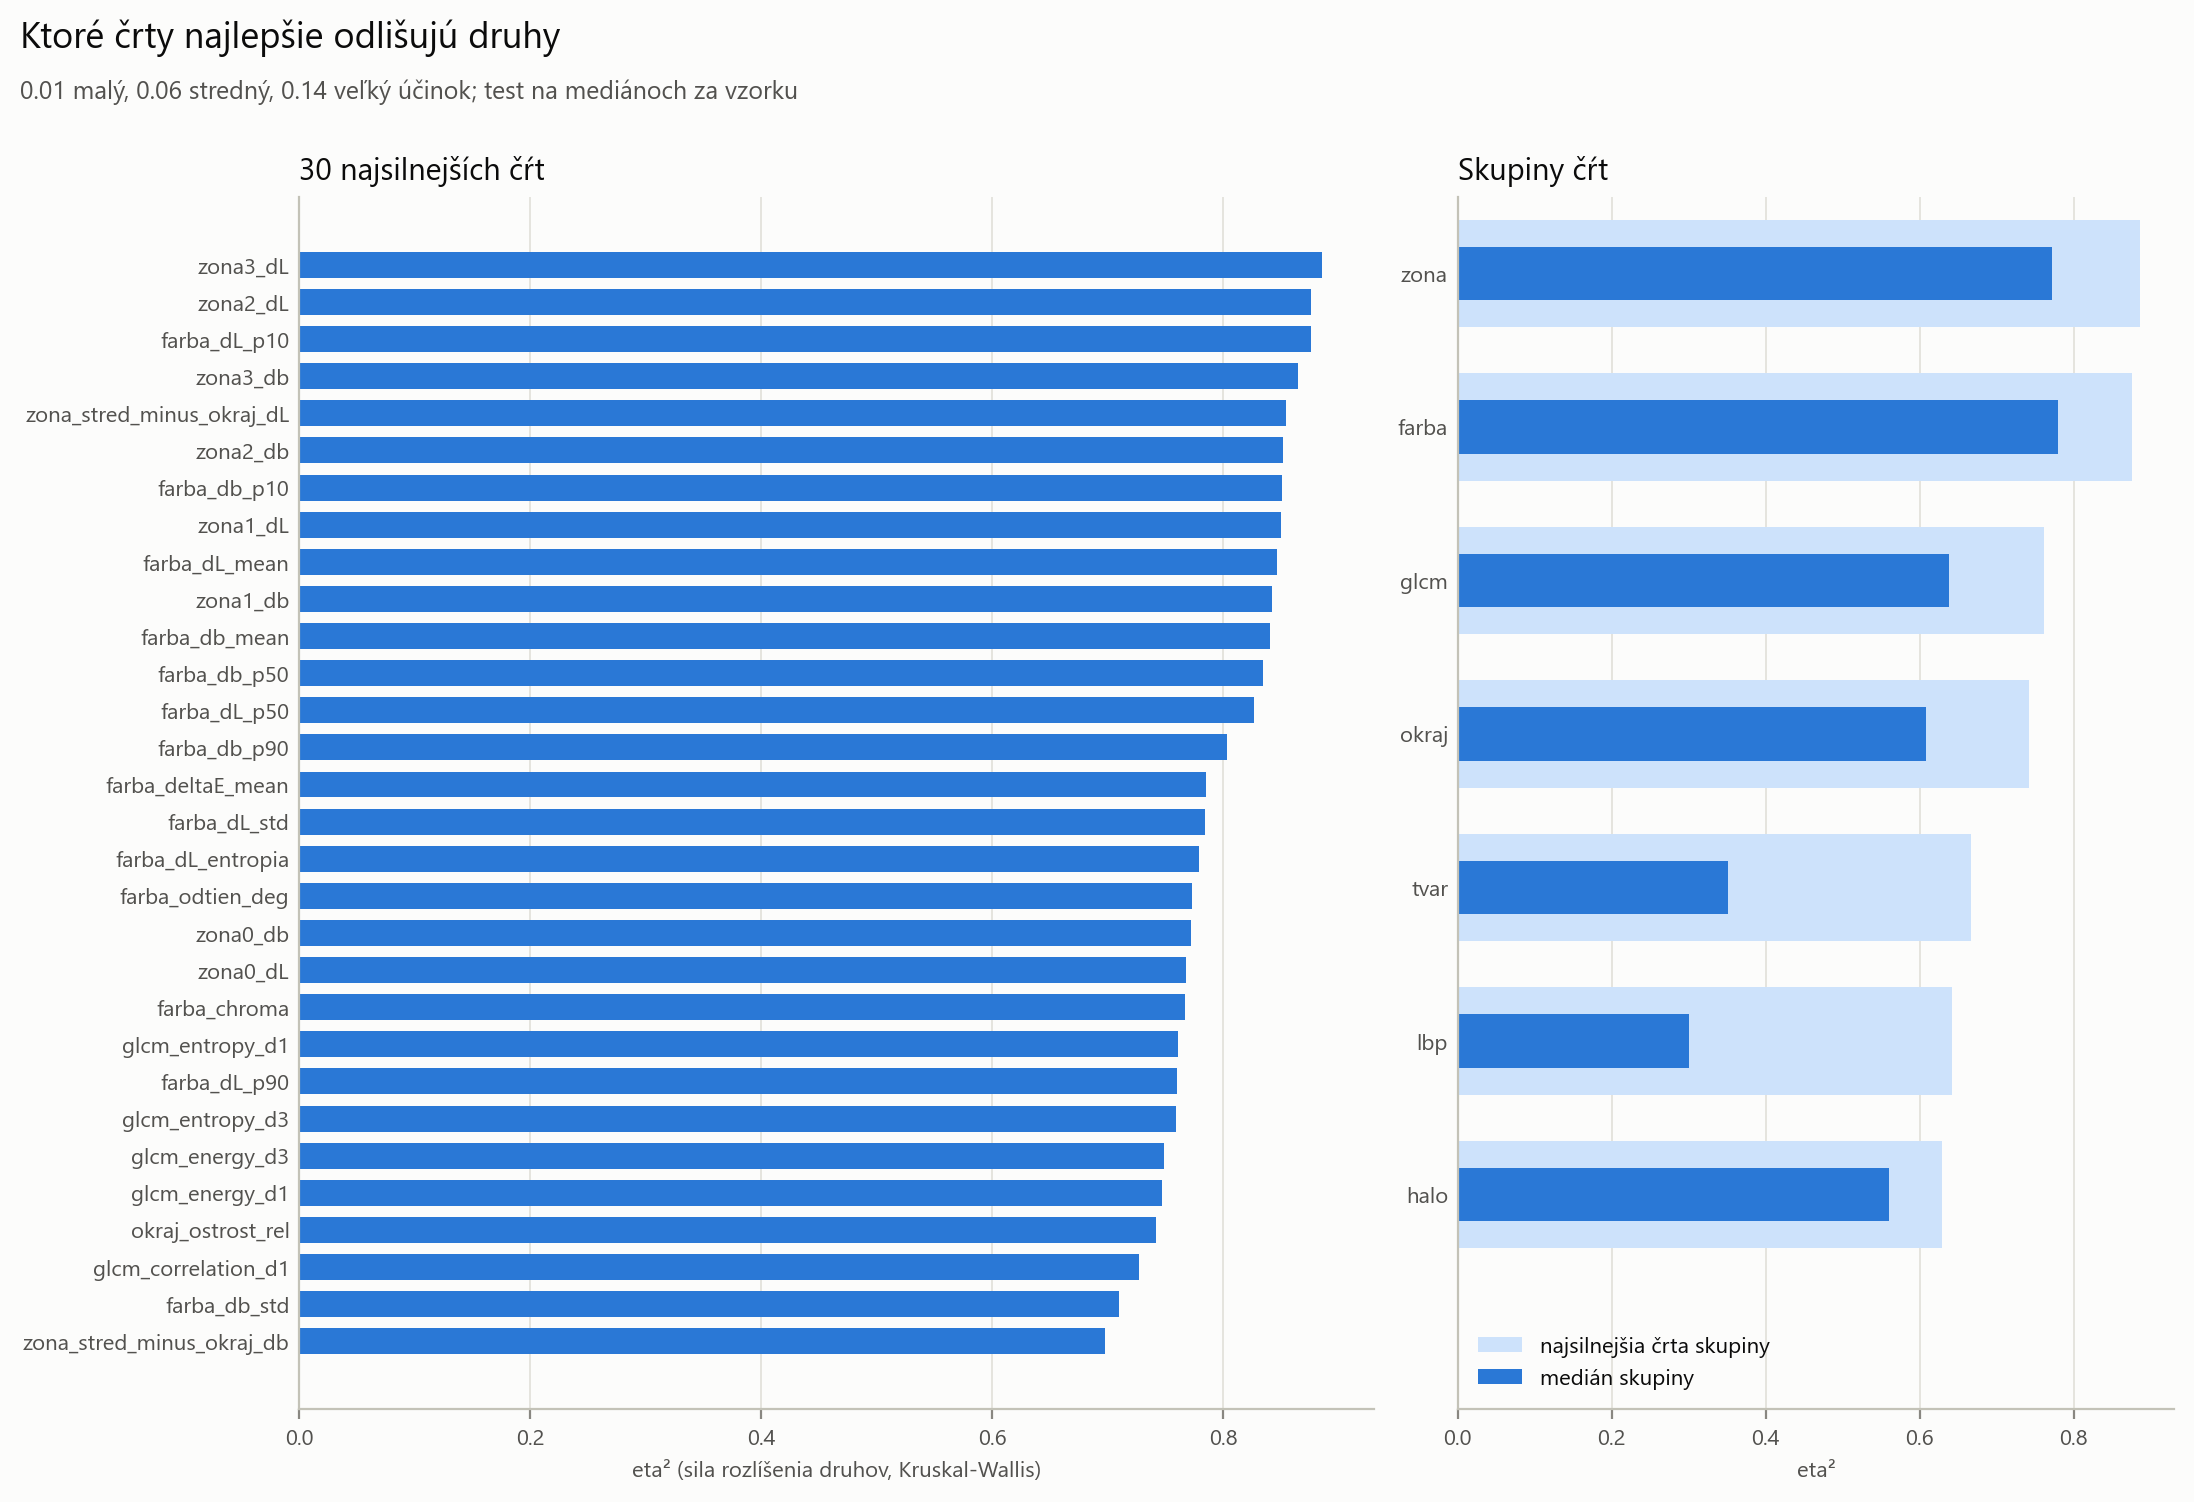 Ktoré črty najlepšie odlišujú druhy
0.01 malý, 0.06 stredný, 0.14 veľký účinok; test na mediánoch za vzorku
30 najsilnejších čŕt
zona3_dL
zona2_dL
farba_dL_p10
zona3_db
zona_stred_minus_okraj_dL
zona2_db
farba_db_p10
zona1_dL
farba_dL_mean
zona1_db
farba_db_mean
farba_db_p50
farba_dL_p50
farba_db_p90
farba_deltaE_mean
farba_dL_std
farba_dL_entropia
farba_odtien_deg
zona0_db
zona0_dL
farba_chroma
glcm_entropy_d1
farba_dL_p90
glcm_entropy_d3
glcm_energy_d3
glcm_energy_d1
okraj_ostrost_rel
glcm_correlation_d1
farba_db_std
zona_stred_minus_okraj_db
0.0 0.2 0.4 0.6 0.8
eta² (sila rozlíšenia druhov, Kruskal-Wallis)
Skupiny čŕt
zona
farba
glcm
okraj
tvar
lbp
halo
najsilnejšia črta skupiny
medián skupiny
0.0 0.2 0.4 0.6 0.8
eta²